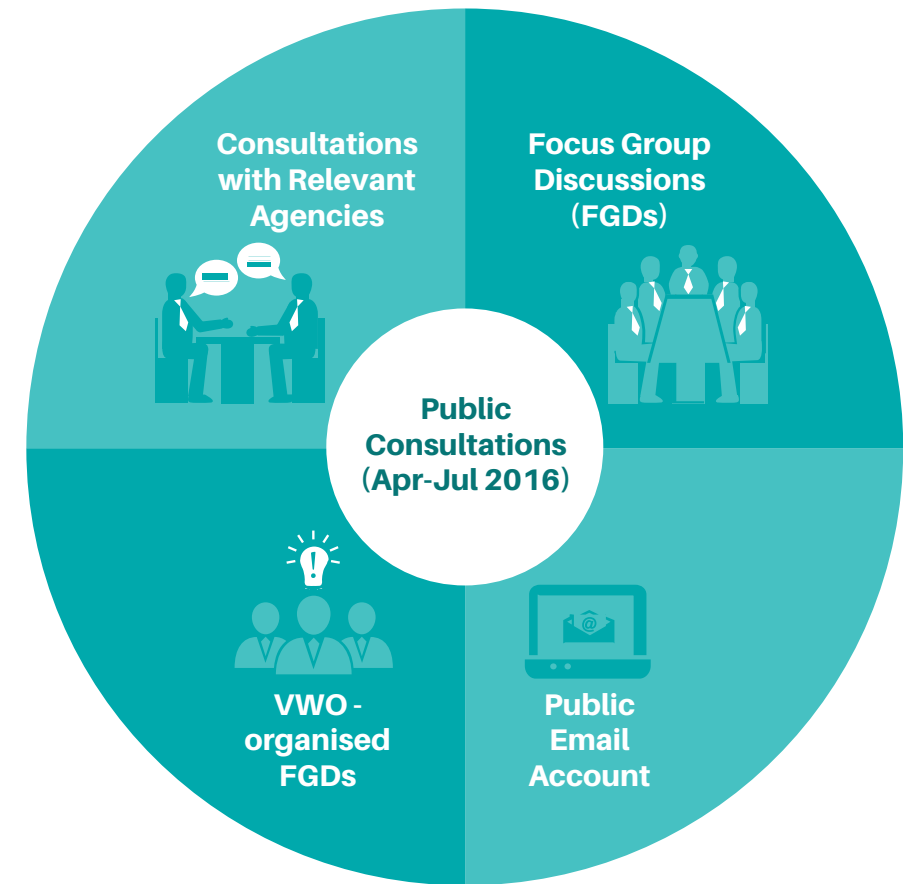 Consultations
with Relevant
Agencies
Focus Group
Discussions
(FGDs)
Public
Consultations
(Apr-Jul 2016)
!
@
VWO -
organised
FGDs
Public
Email
Account